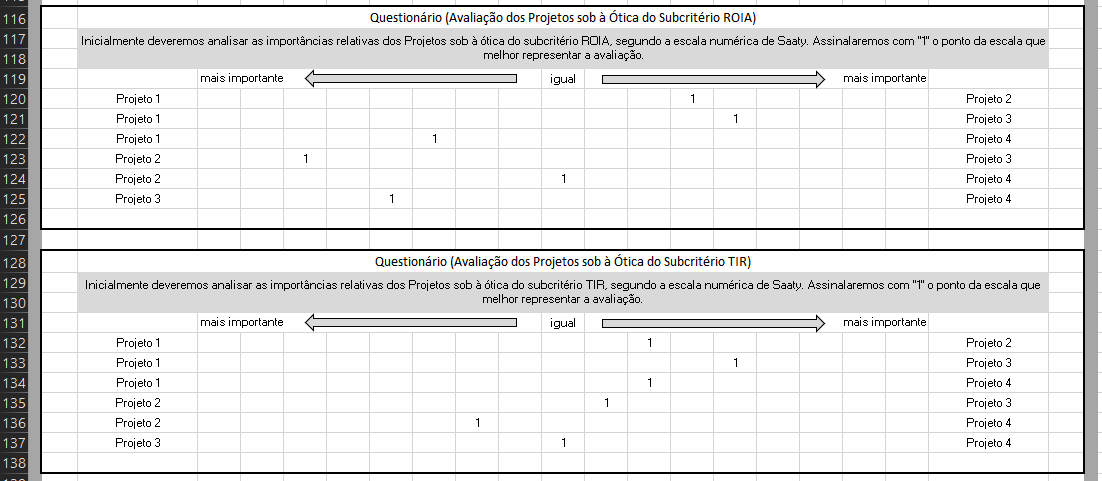 116 Questionário (Avaliação dos Projetos sob à Ótica do Subcritério ROIA)
117 Inicialmente deveremos analisar as importâncias relativas dos Projetos sob à ótica do subcritério ROIA, segundo a escala numérica de Saaty. Assinalaremos com "1" o ponto da escala que
118 melhor representar a avaliação.
119 mais importante igual mais importante
120 Projeto 1 1 Projeto 2
121 Projeto 1 1 Projeto 3
122 Projeto 1 1 Projeto 4
123 Projeto 2 1 Projeto 3
124 Projeto 2 1 Projeto 4
125 Projeto 3 1 Projeto 4
126
127
128 Questionário (Avaliação dos Projetos sob à Ótica do Subcritério TIR)
129 Inicialmente deveremos analisar as importâncias relativas dos Projetos sob à ótica do subcritério TIR, segundo a escala numérica de Saaty. Assinalaremos com "1" o ponto da escala que
130 melhor representar a avaliação.
131 mais importante igual mais importante
132 Projeto 1 1 Projeto 2
133 Projeto 1 1 Projeto 3
134 Projeto 1 1 Projeto 4
135 Projeto 2 1 Projeto 3
136 Projeto 2 1 Projeto 4
137 Projeto 3 1 Projeto 4
138